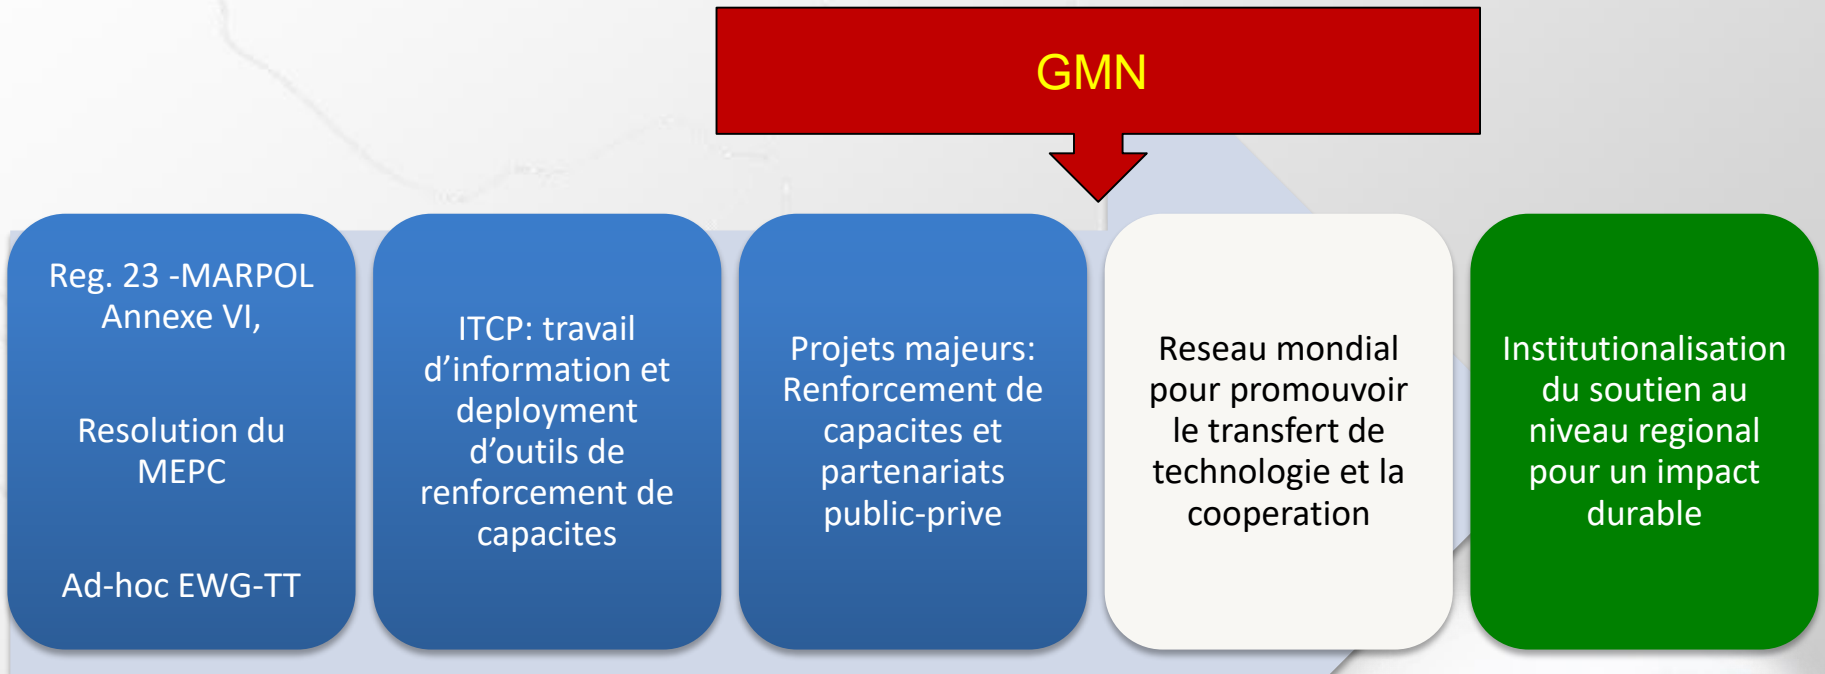 GMN
Reg. 23 -MARPOL
Annexe VI,
Resolution du
MEPC
Ad-hoc EWG-TT
ITCP: travail
d’information et
deployment
d’outils de
renforcement de
capacites
Projets majeurs:
Renforcement de
capacites et
partenariats
public-prive
Reseau mondial
pour promouvoir
le transfert de
technologie et la
cooperation
Institutionalisation
du soutien au
niveau regional
pour un impact
durable